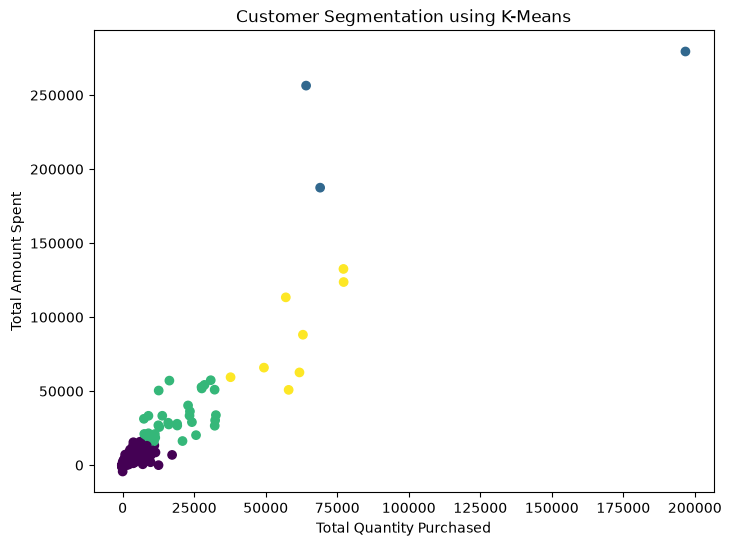 Customer Segmentation using K-Means
Total Amount Spent
250000
200000
150000
100000
50000
0
0 25000 50000 75000 100000 125000 150000 175000 200000
Total Quantity Purchased